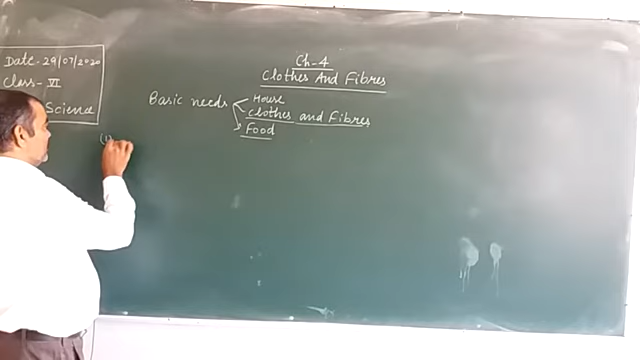 Date- 29/07/2020
Class- VI
Science
Ch-4
Clothes And Fibres
Basic needs
House
Clothes and Fibres
Food
(1)